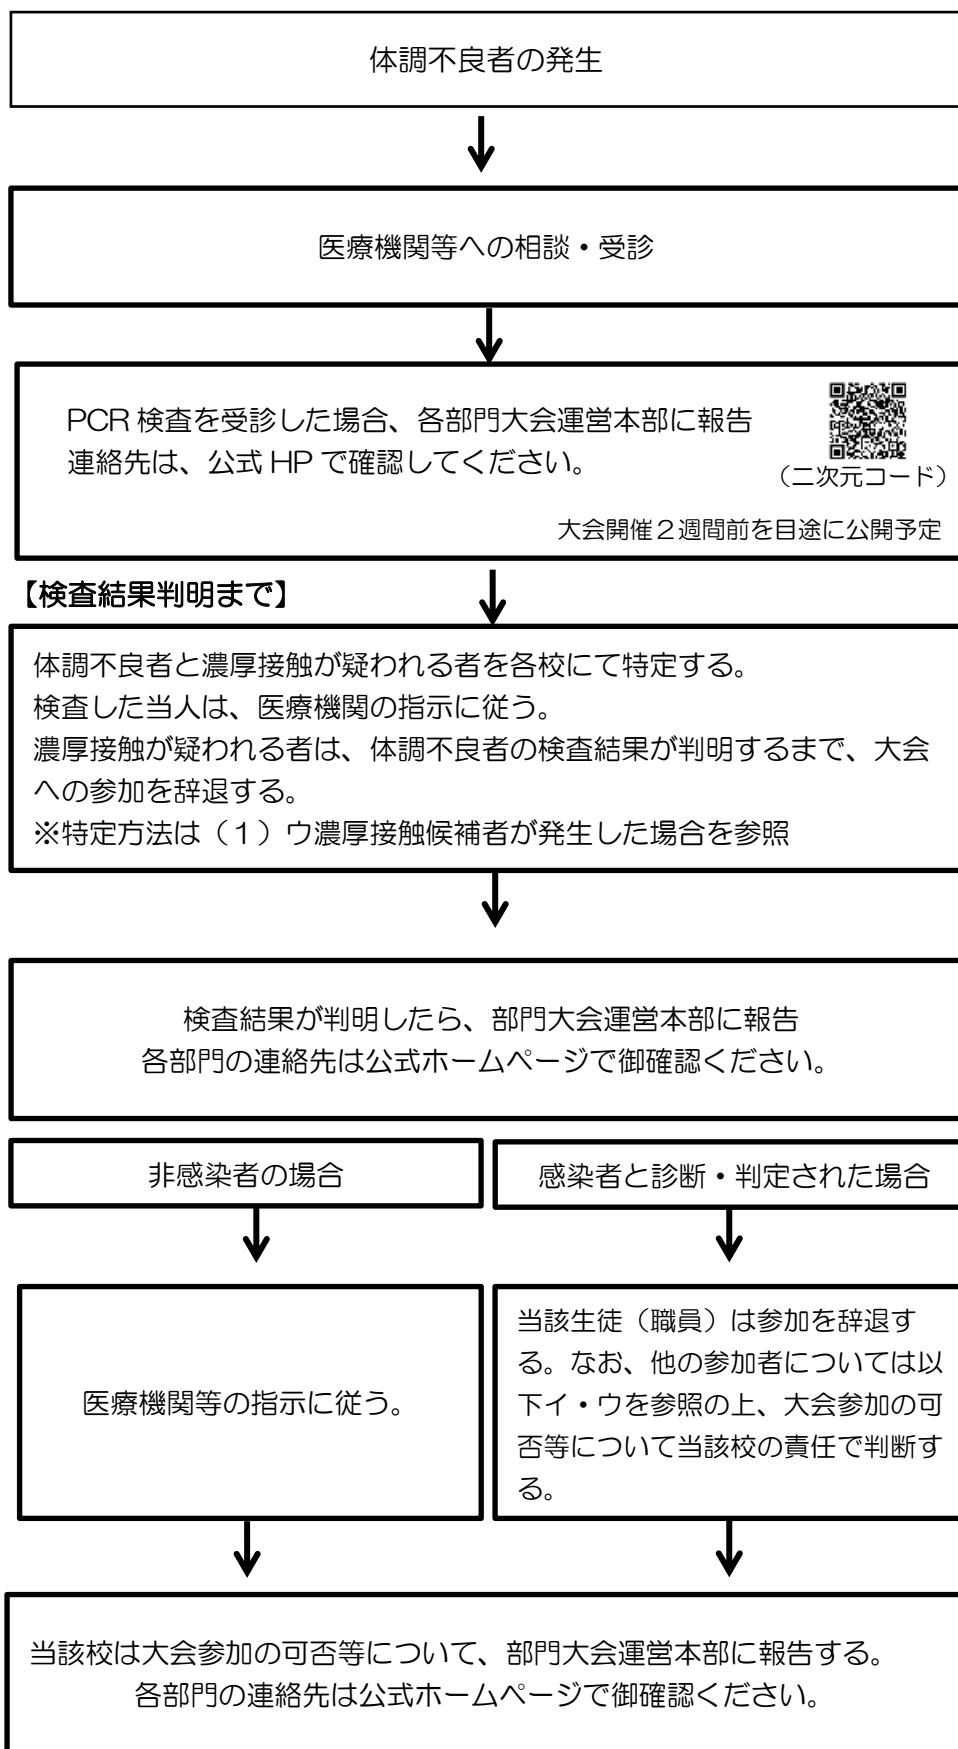 体調不良者の発生
医療機関等への相談・受診
PCR 検査を受診した場合、各部門大会運営本部に報告
連絡先は、公式 HP で確認してください。
（二次元コード）
大会開催２週間前を目途に公開予定
【検査結果判明まで】
体調不良者と濃厚接触が疑われる者を各校にて特定する。
検査した当人は、医療機関の指示に従う。
濃厚接触が疑われる者は、体調不良者の検査結果が判明するまで、大会
への参加を辞退する。
※特定方法は（１）ウ濃厚接触候補者が発生した場合を参照
検査結果が判明したら、部門大会運営本部に報告
各部門の連絡先は公式ホームページで御確認ください。
非感染者の場合
感染者と診断・判定された場合
医療機関等の指示に従う。
当該生徒（職員）は参加を辞退す
る。なお、他の参加者については以
下イ・ウを参照の上、大会参加の可
否等について当該校の責任で判断す
る。
当該校は大会参加の可否等について、部門大会運営本部に報告する。
各部門の連絡先は公式ホームページで御確認ください。